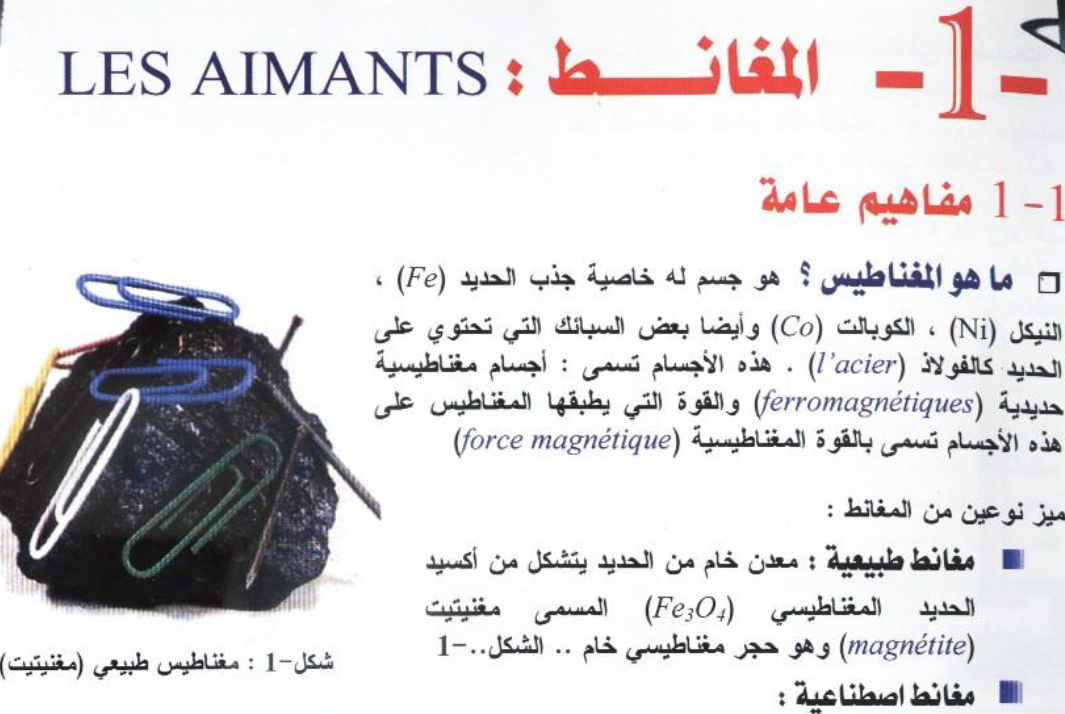 -1- المغانط : LES AIMANTS
1-1 مفاهيم عامة
ما هو المغناطيس ؟ هو جسم له خاصية جذب الحديد (Fe) ،
النيكل (Ni) ، الكوبالت (Co) وأيضا بعض السبائك التي تحتوي على
الحديد كالفولاذ (l'acier) . هذه الأجسام تسمى : أجسام مغناطيسية
حديدية (ferromagnétiques) والقوة التي يطبقها المغناطيس على
هذه الأجسام تسمى بالقوة المغناطيسية (force magnétique)
ميز نوعين من المغانط :
مغانط طبيعية : معدن خام من الحديد يتشكل من أكسيد
الحديد المغناطيسي (Fe3O4) المسمى مغنيتيت
(magnétite) وهو حجر مغناطيسي خام .. الشكل..-1
شكل-1 : مغناطيس طبيعي (مغنيتيت)
مغانط اصطناعية :